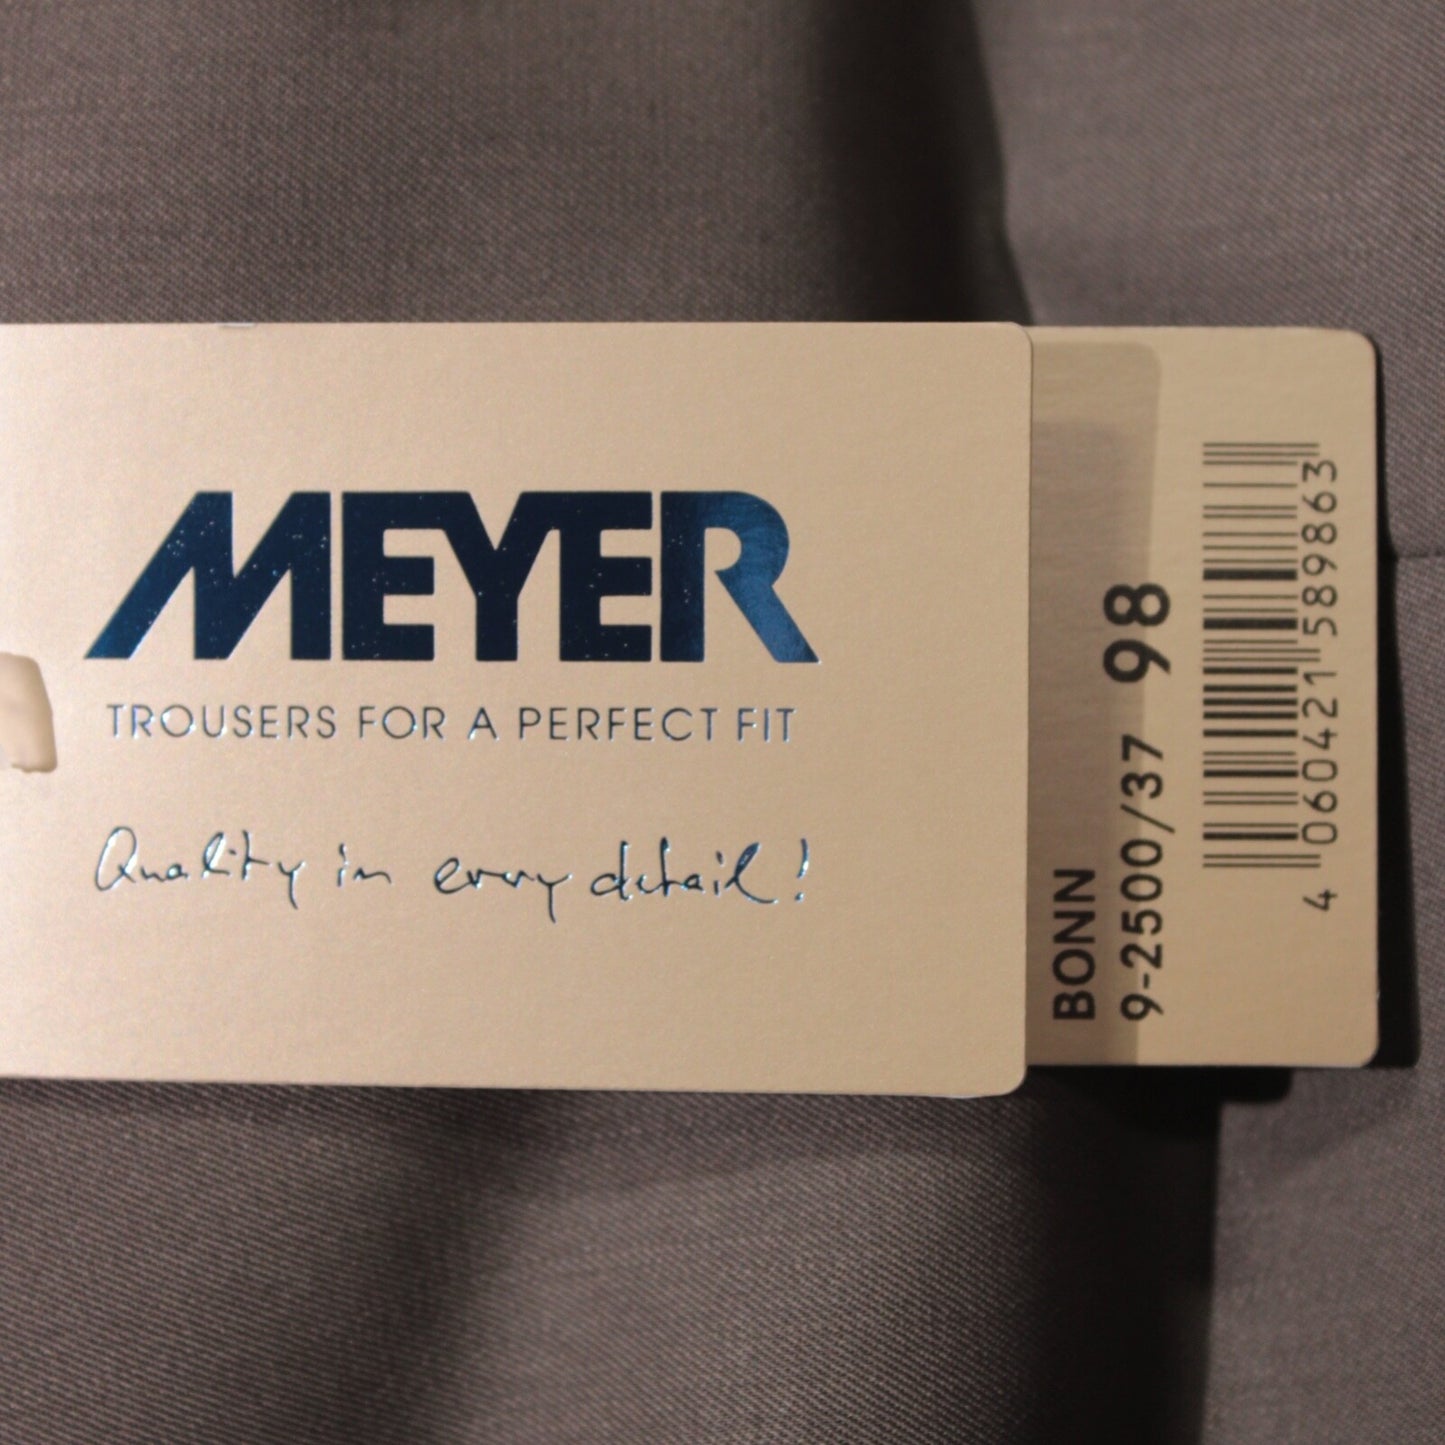 MEYER
TROUSERS FOR A PERFECT FIT
Quality in every detail!
BONN
9-2500/37 98
4 060421 589863